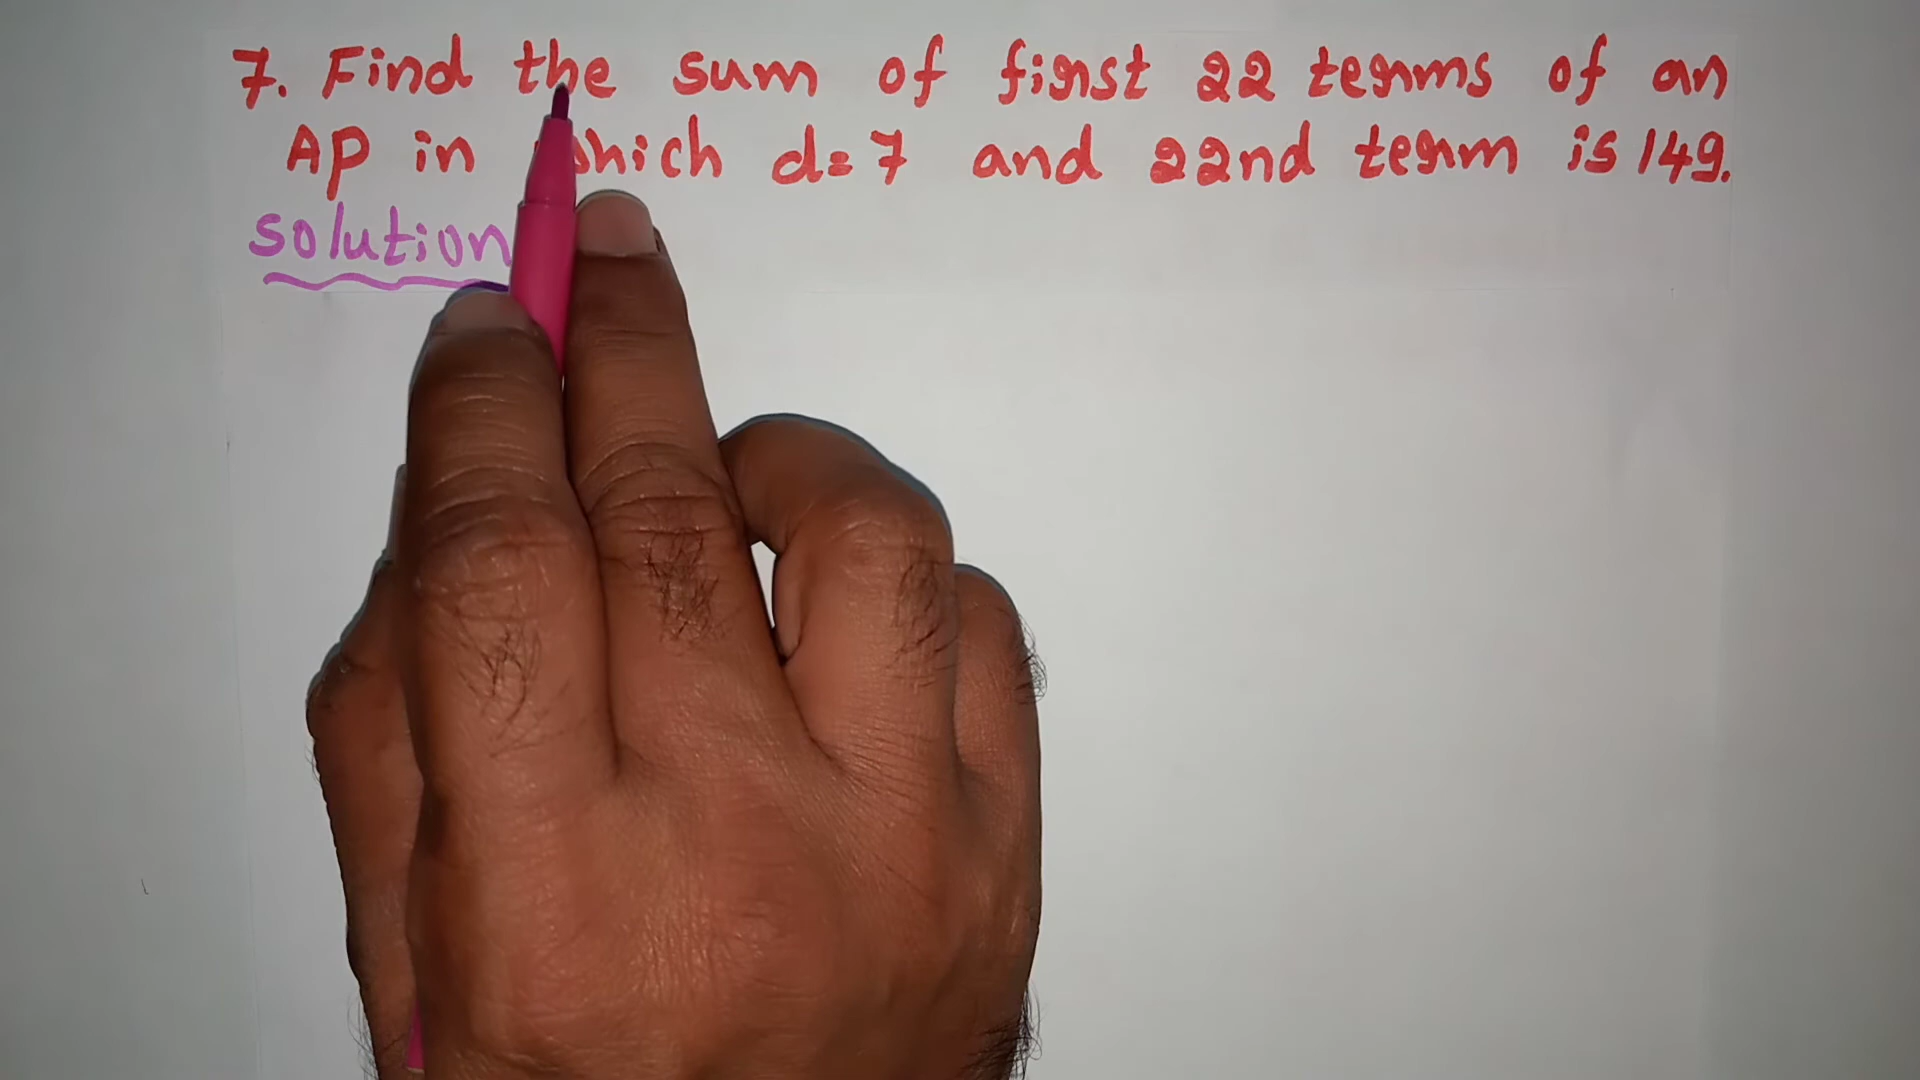 7. Find the sum of first 22 terms of an
AP in which d=7 and 22nd term is 149.
solution